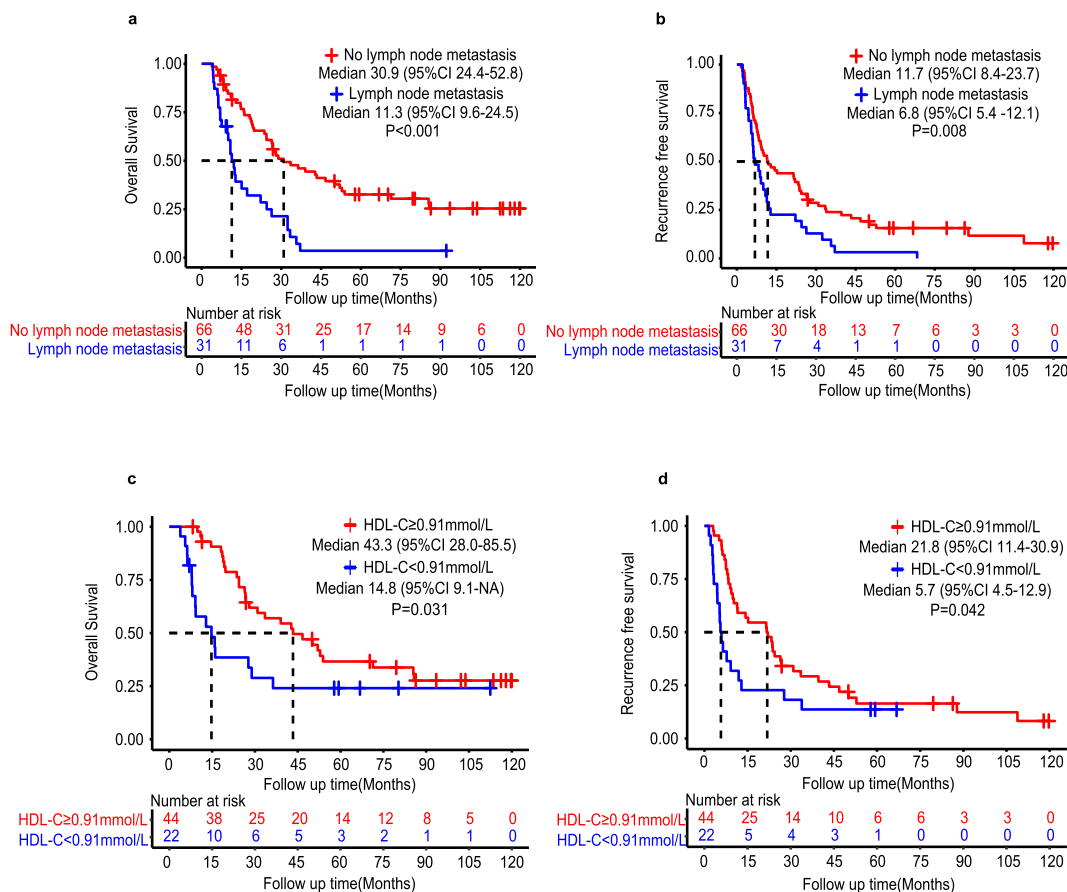 a
No lymph node metastasis
Median 30.9 (95%CI 24.4-52.8)
Lymph node metastasis
Median 11.3 (95%CI 9.6-24.5)
P<0.001
Overall Suvival
1.00
0.75
0.50
0.25
0.00
0 15 30 45 60 75 90 105 120
Follow up time(Months)
Number at risk
No lymph node metastasis 66 48 31 25 17 14 9 6 0
Lymph node metastasis 31 11 6 1 1 1 1 0 0
0 15 30 45 60 75 90 105 120
Follow up time(Months)
b
No lymph node metastasis
Median 11.7 (95%CI 8.4-23.7)
Lymph node metastasis
Median 6.8 (95%CI 5.4 -12.1)
P=0.008
Recurrence free survival
1.00
0.75
0.50
0.25
0.00
0 15 30 45 60 75 90 105 120
Follow up time(Months)
Number at risk
No lymph node metastasis 66 30 18 13 7 6 3 3 0
Lymph node metastasis 31 7 4 1 1 0 0 0 0
0 15 30 45 60 75 90 105 120
Follow up time(Months)
c
HDL-C≥0.91mmol/L
Median 43.3 (95%CI 28.0-85.5)
HDL-C<0.91mmol/L
Median 14.8 (95%CI 9.1-NA)
P=0.031
Overall Suvival
1.00
0.75
0.50
0.25
0.00
0 15 30 45 60 75 90 105 120
Follow up time(Months)
Number at risk
HDL-C≥0.91mmol/L 44 38 25 20 14 12 8 5 0
HDL-C<0.91mmol/L 22 10 6 5 3 2 1 1 0
0 15 30 45 60 75 90 105 120
Follow up time(Months)
d
HDL-C≥0.91mmol/L
Median 21.8 (95%CI 11.4-30.9)
HDL-C<0.91mmol/L
Median 5.7 (95%CI 4.5-12.9)
P=0.042
Recurrence free survival
1.00
0.75
0.50
0.25
0.00
0 15 30 45 60 75 90 105 120
Follow up time(Months)
Number at risk
HDL-C≥0.91mmol/L 44 25 14 10 6 6 3 3 0
HDL-C<0.91mmol/L 22 5 4 3 1 0 0 0 0
0 15 30 45 60 75 90 105 120
Follow up time(Months)